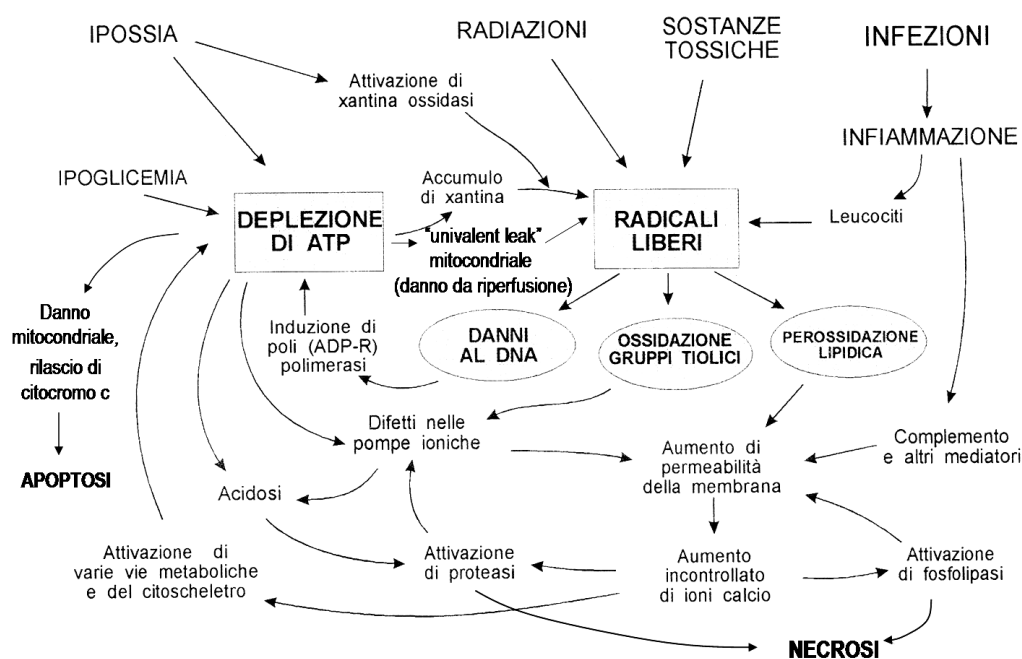 IPOSSIA
RADIAZIONI
SOSTANZE
TOSSICHE
INFEZIONI
Attivazione di
xantina ossidasi
INFIAMMAZIONE
IPOGLICEMIA
Accumulo
di xantina
DEPLEZIONE
DI ATP
"univalent leak"
mitocondriale
(danno da riperfusione)
RADICALI
LIBERI
Leucociti
Danno
mitocondriale,
rilascio di
citocromo c
Induzione di
poli (ADP-R)
polimerasi
DANNI
AL DNA
OSSIDAZIONE
GRUPPI TIOLICI
PEROSSIDAZIONE
LIPIDICA
APOPTOSI
Difetti nelle
pompe ioniche
Aumento di
permeabilità
della membrana
Complemento
e altri mediatori
Acidosi
Attivazione di
varie vie metaboliche
e del citoscheletro
Attivazione
di proteasi
Aumento
incontrollato
di ioni calcio
Attivazione
di fosfolipasi
NECROSI